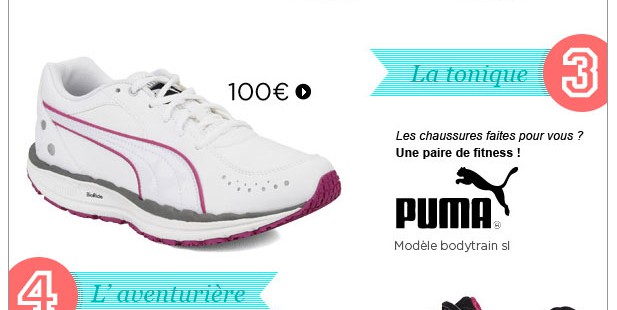 100€
La tonique
3
Les chaussures faites pour vous ?
Une paire de fitness !
PUMA
Modèle bodytrain sl
4
L'aventurière